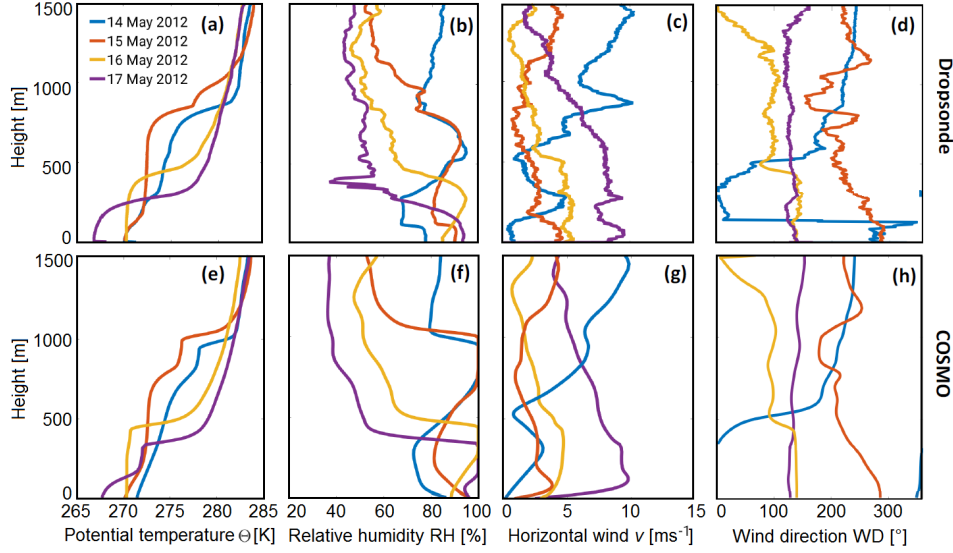 1500
(a)
(b)
(c)
(d)
14 May 2012
15 May 2012
16 May 2012
17 May 2012
1000
500
0
Height [m]
Dropsonde
1500
(e)
(f)
(g)
(h)
1000
500
0
Height [m]
COSMO
265 270 275 280 285
20 40 60 80 100
0 5 10 15
0 100 200 300
Potential temperature Θ [K]
Relative humidity RH [%]
Horizontal wind v [ms⁻¹]
Wind direction WD [°]